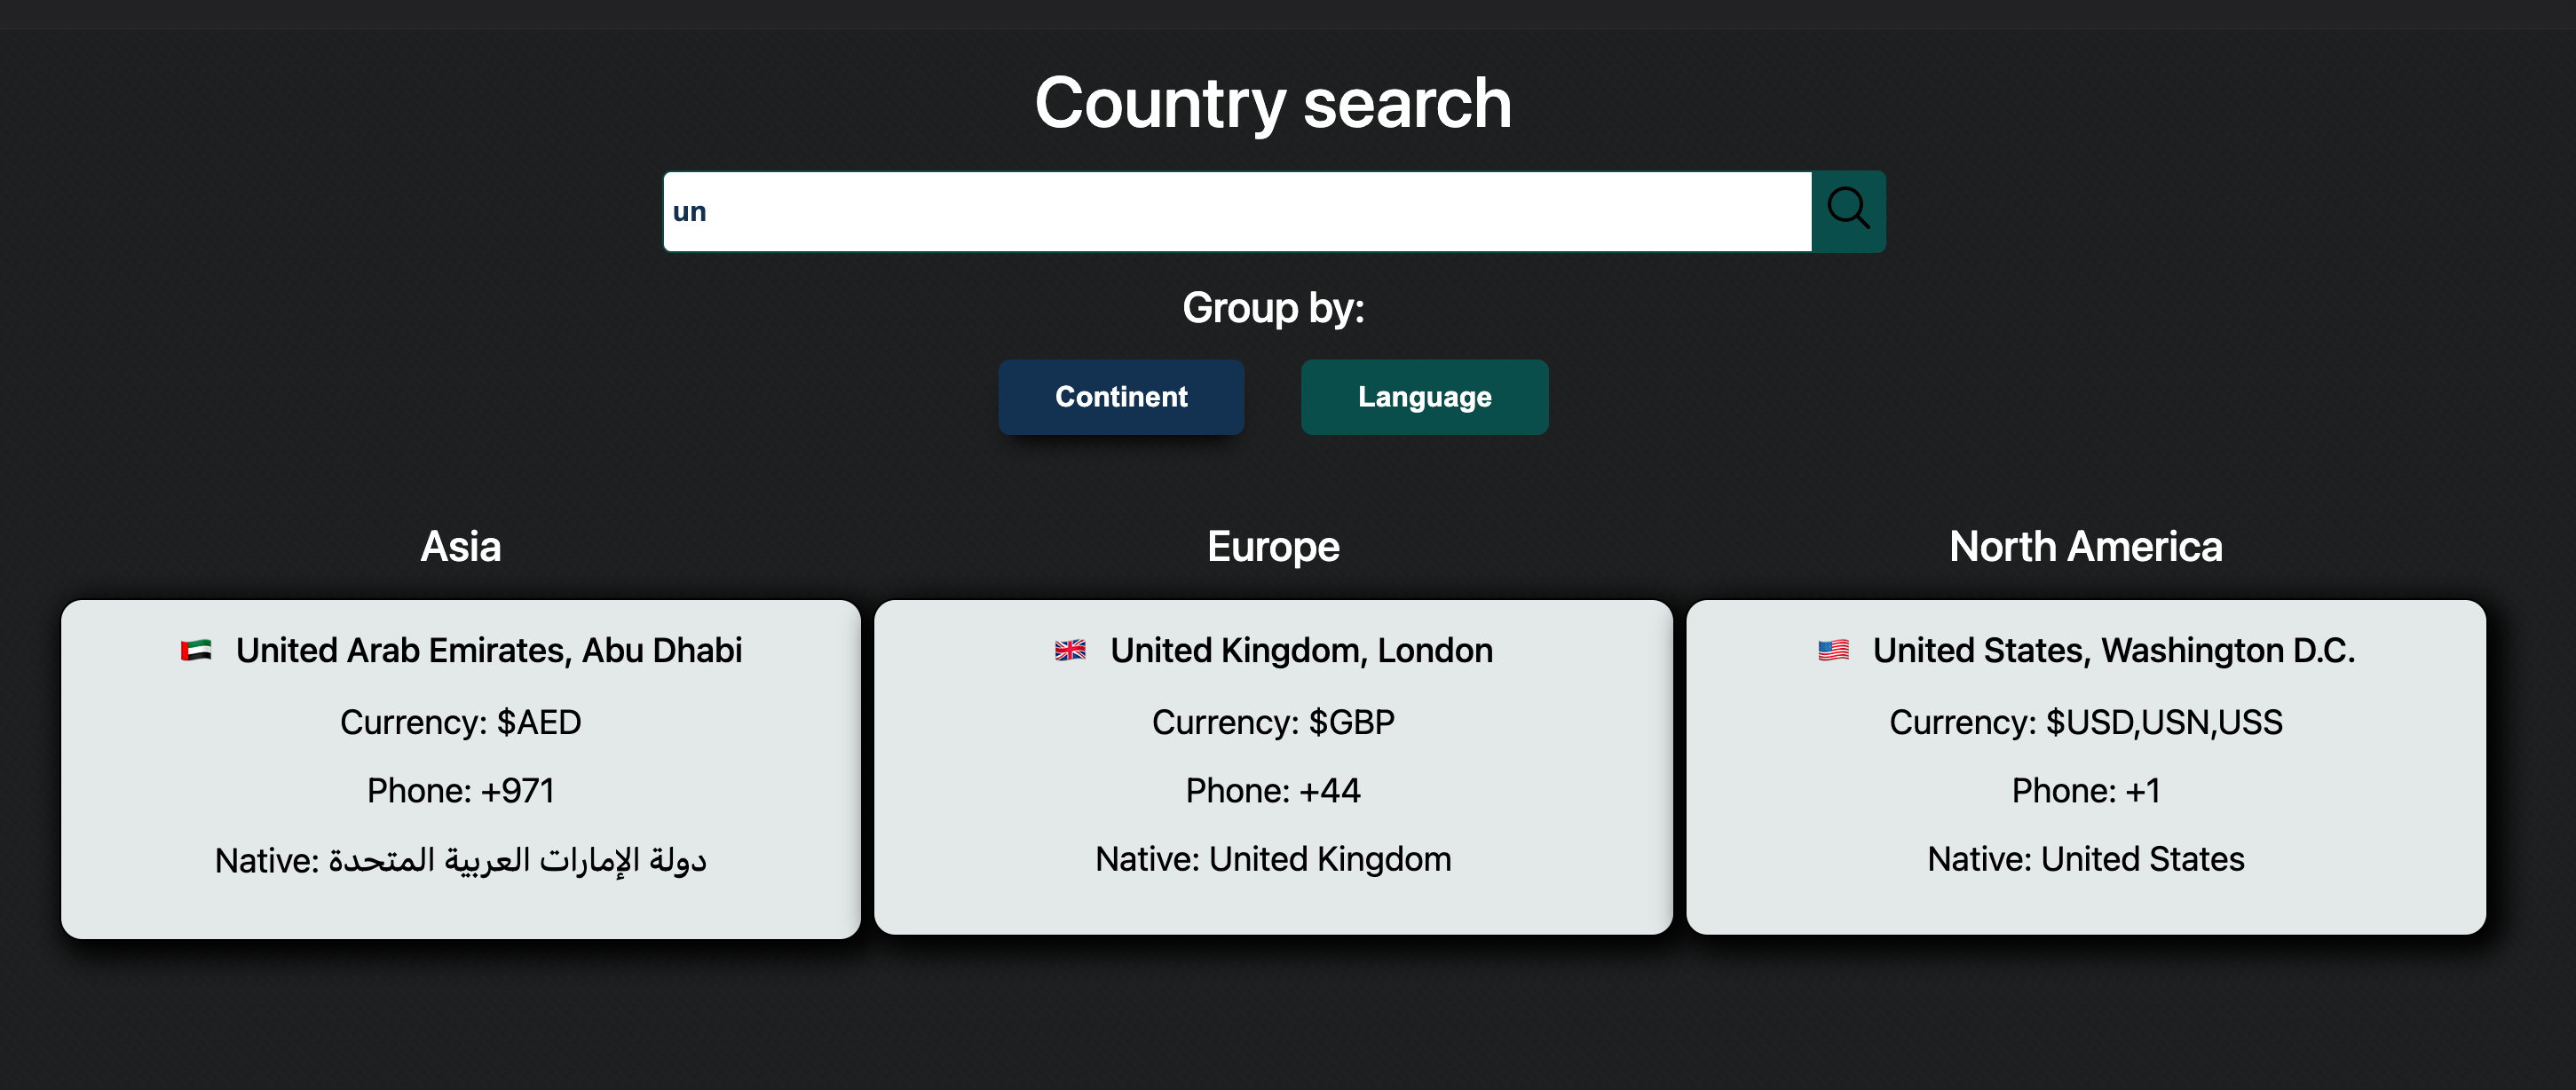 Country search
un
Group by:
Continent
Language
Asia
United Arab Emirates, Abu Dhabi
Currency: $AED
Phone: +971
Native: دولة الإمارات العربية المتحدة
Europe
United Kingdom, London
Currency: $GBP
Phone: +44
Native: United Kingdom
North America
United States, Washington D.C.
Currency: $USD,USN,USS
Phone: +1
Native: United States